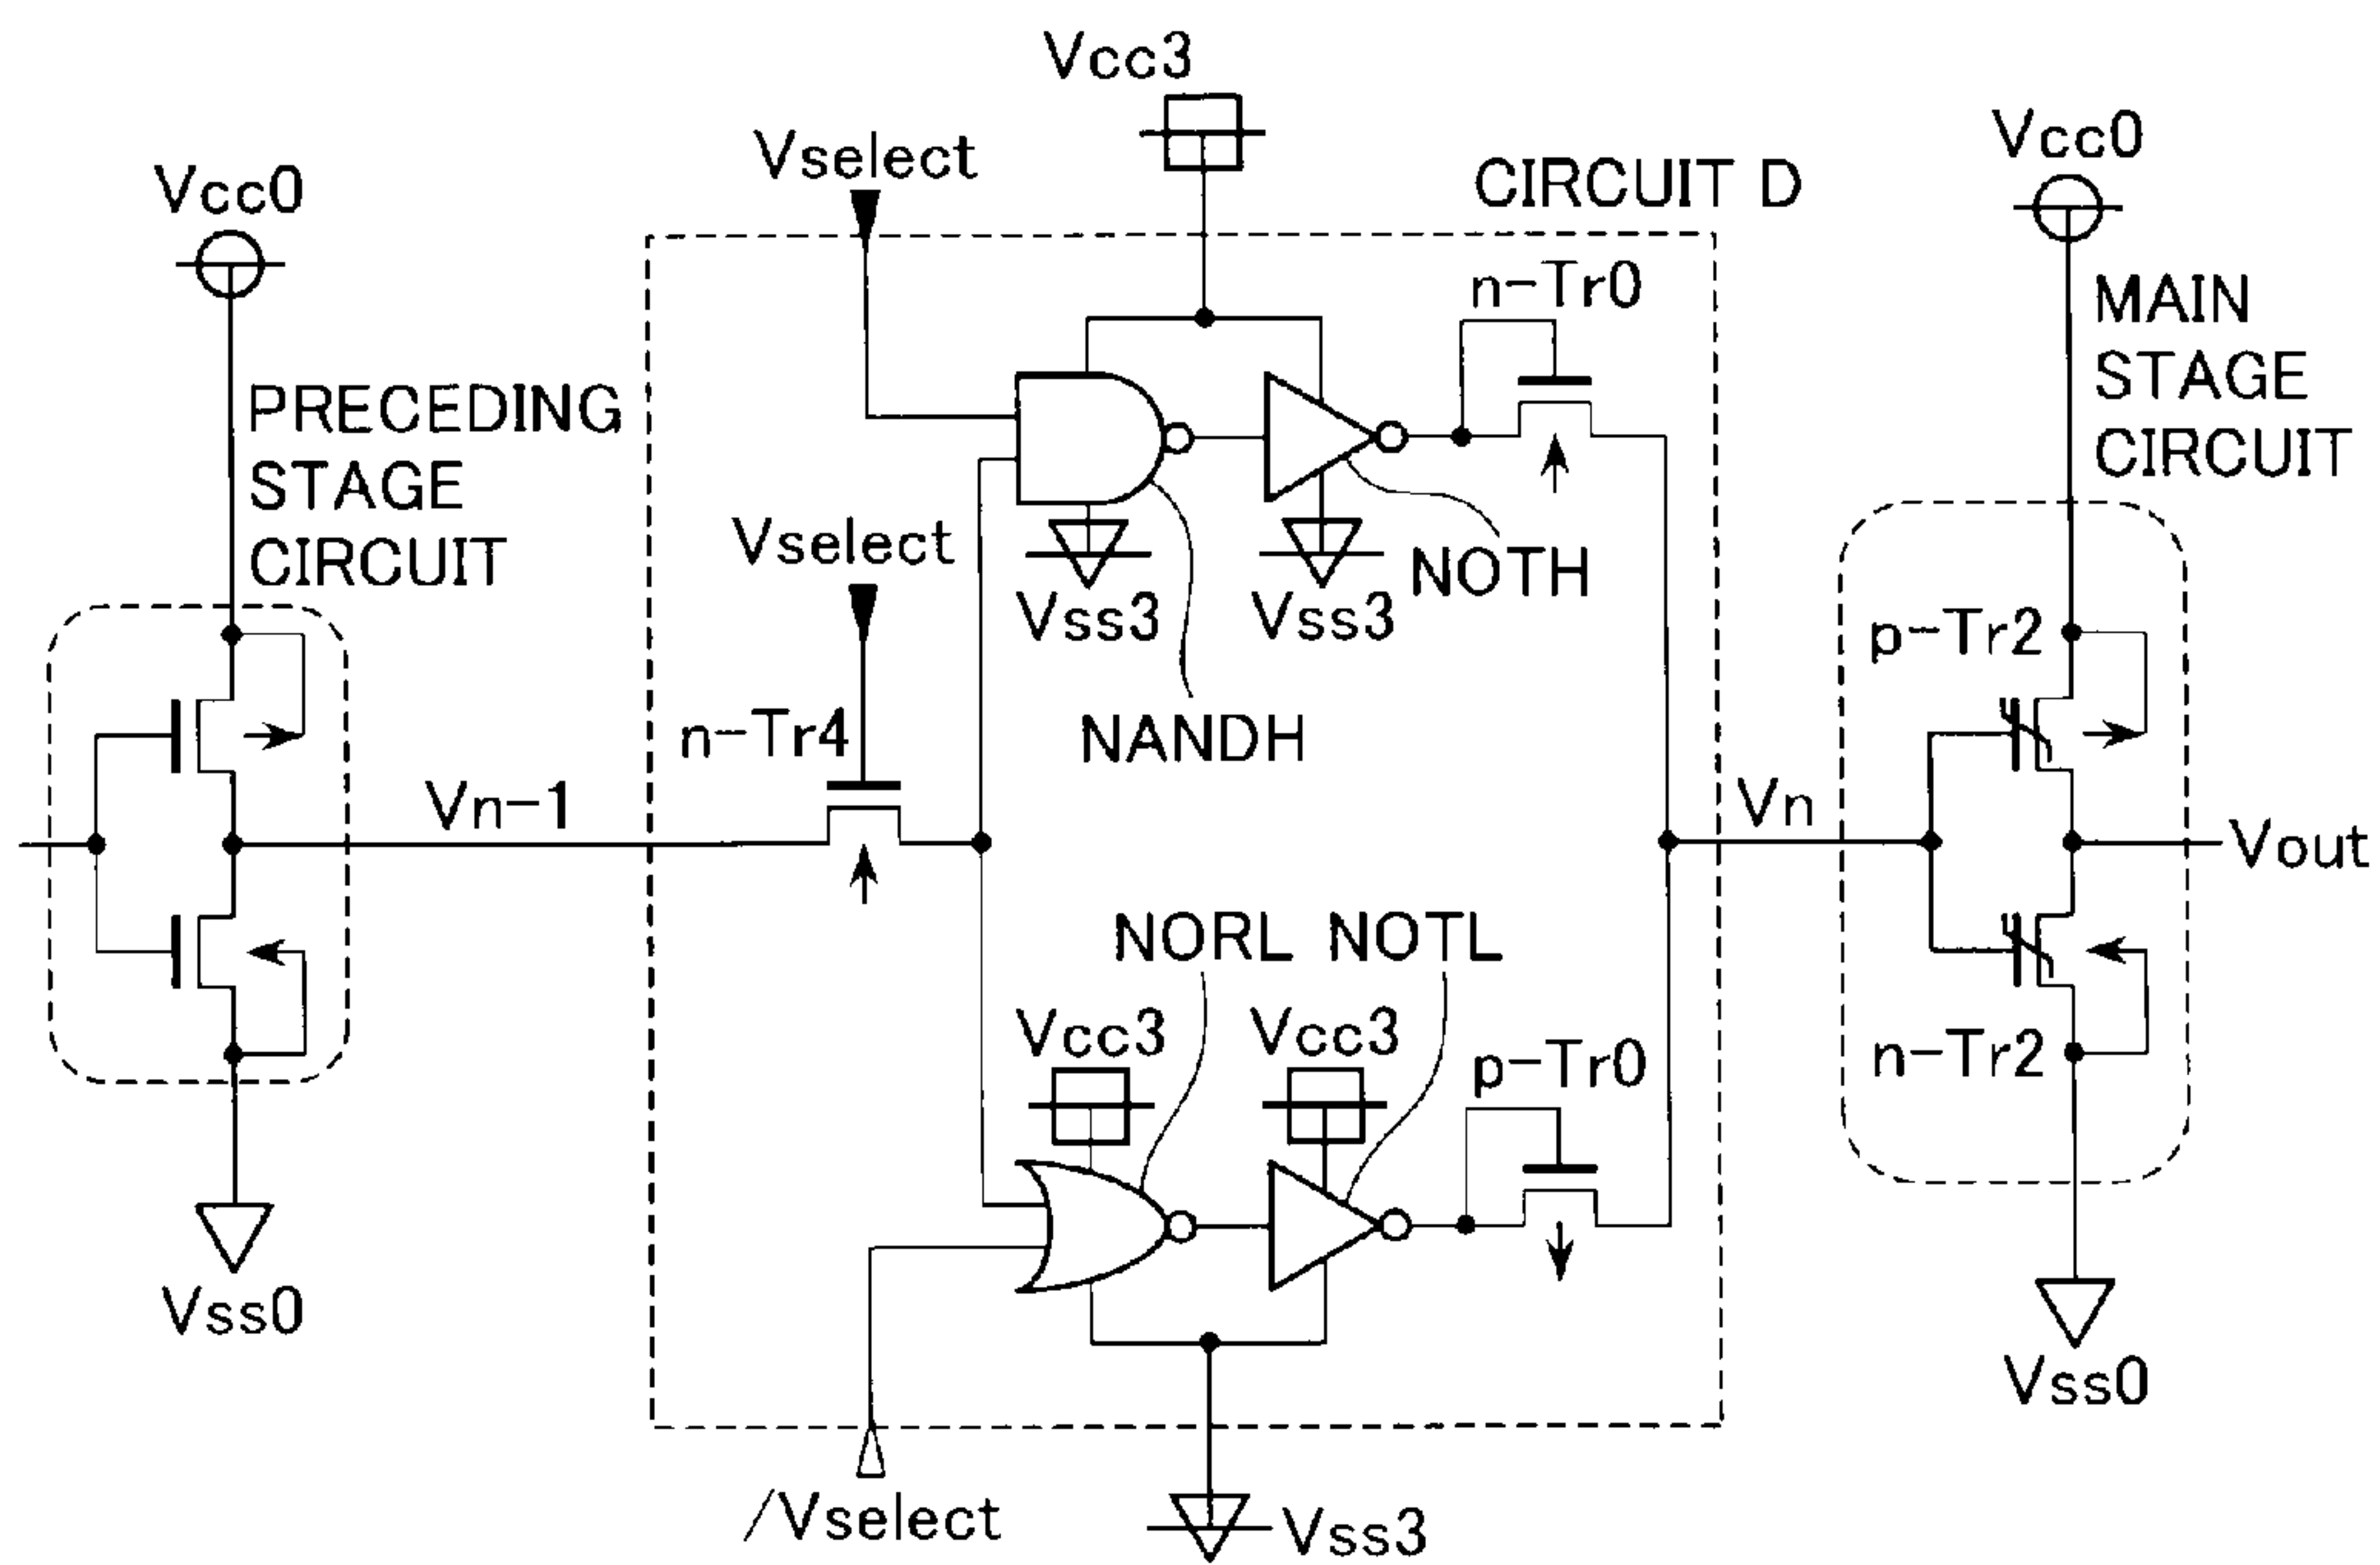 Vcc3
Vselect
Vcc0
CIRCUIT D
Vcc0
n-Tr0
MAIN
STAGE
CIRCUIT
PRECEDING
STAGE
CIRCUIT
Vselect
NOTH
Vss3
Vss3
p-Tr2
n-Tr4
NANDH
Vn-1
Vn
Vout
NORL
NOTL
Vcc3
Vcc3
p-Tr0
n-Tr2
Vss0
Vss0
/Vselect
Vss3